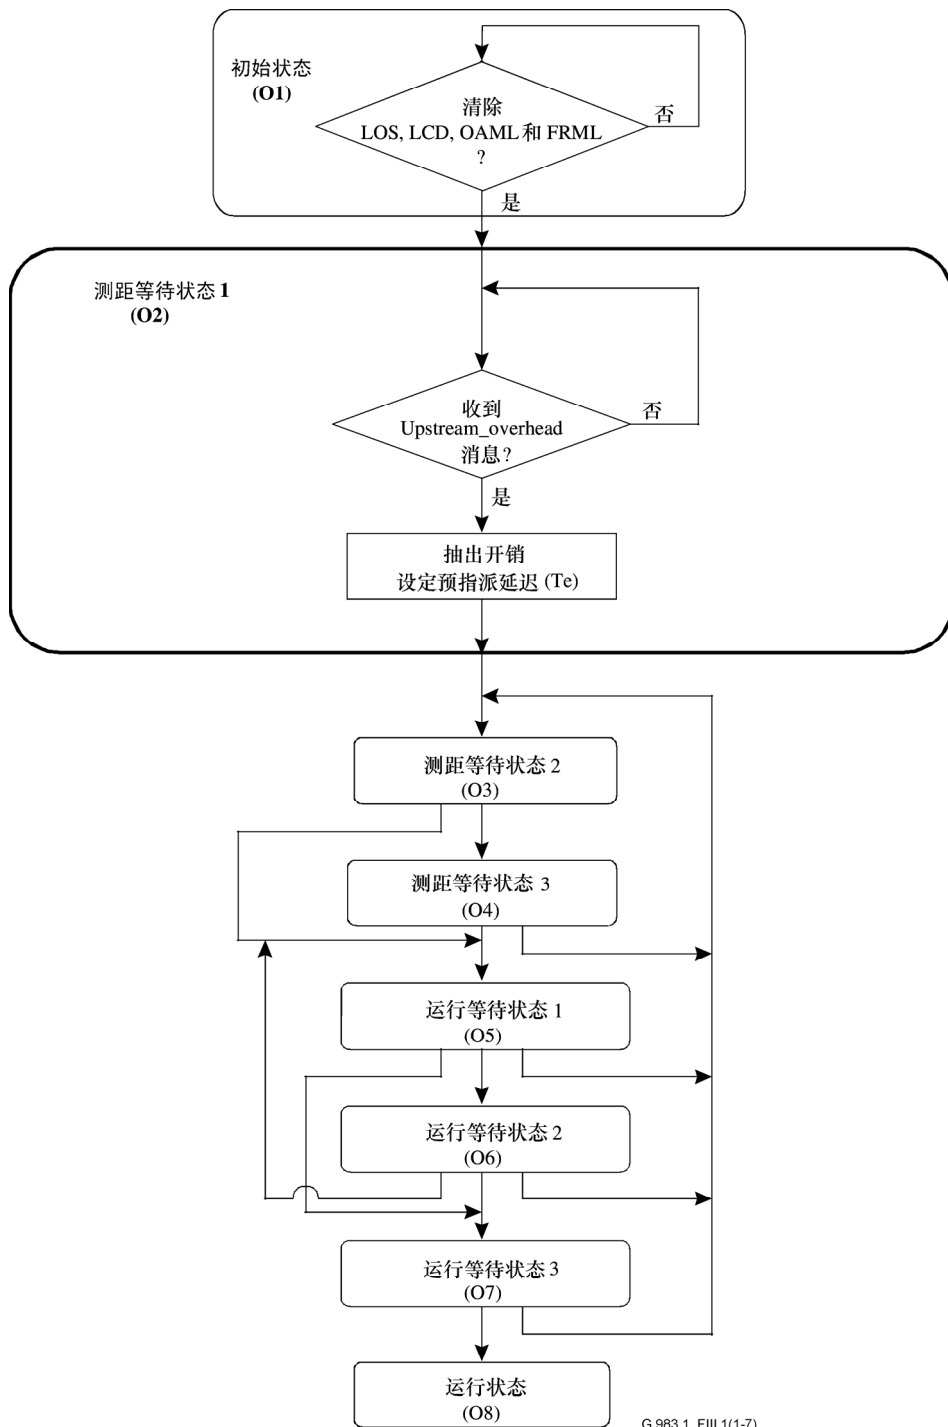 初始状态
(O1)
清除
LOS, LCD, OAML 和 FRML
?
否
是
测距等待状态 1
(O2)
收到
Upstream_overhead
消息?
否
是
抽出开销
设定预指派延迟 (Te)
测距等待状态 2
(O3)
测距等待状态 3
(O4)
运行等待状态 1
(O5)
运行等待状态 2
(O6)
运行等待状态 3
(O7)
运行状态
(O8)
G.983.1_FIII.1(1-7)